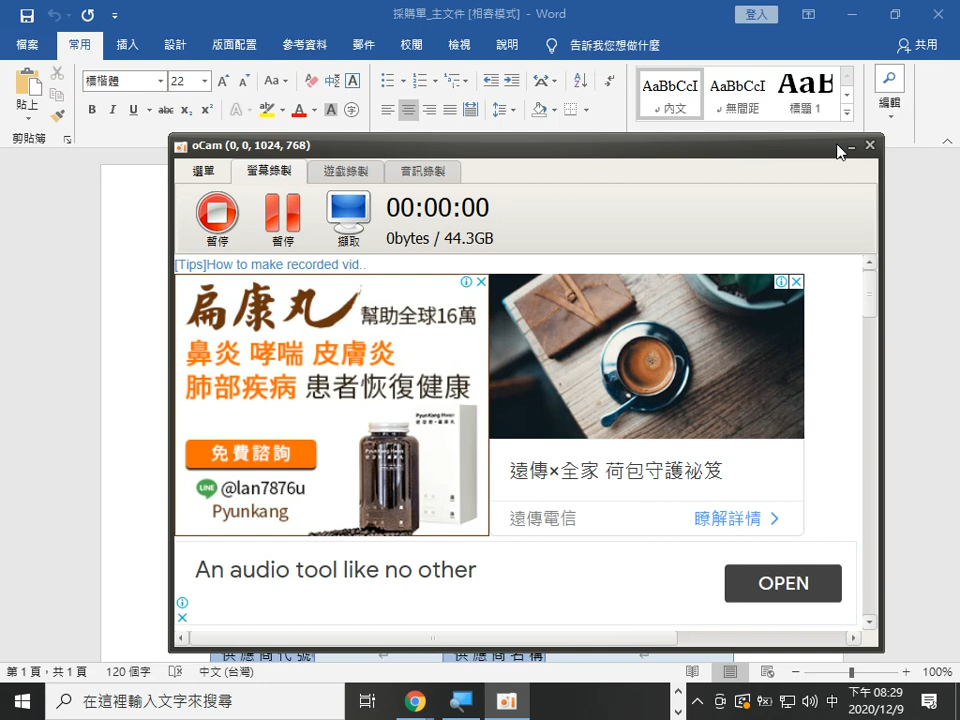 採購單_主文件 [相容模式] - Word
登入
檔案 常用 插入 設計 版面配置 參考資料 郵件 校閱 檢視 說明 告訴我您想做什麼 共用
貼上
剪貼簿
標楷體 22 A A Aa A
B I U abc x₂ x² A A A 字
AaBbCcI AaBbCcI AaB
內文 無間距 標題 1
編輯
oCam (0, 0, 1024, 768)
選單 螢幕錄製 遊戲錄製 音訊錄製
暫停 暫停 擷取
00:00:00
0bytes / 44.3GB
[Tips]How to make recorded vid..
扁康丸 幫助全球16萬
鼻炎 哮喘 皮膚炎
肺部疾病 患者恢復健康
免費諮詢
LINE @lan7876u
Pyunkang
PyunKang Hwan
遠傳×全家 荷包守護祕笈
遠傳電信 瞭解詳情
An audio tool like no other
OPEN
供應商代號 供應商名稱
第 1 頁，共 1 頁 120 個字 中文 (台灣) 100%
在這裡輸入文字來搜尋
中
下午 08:29
2020/12/9